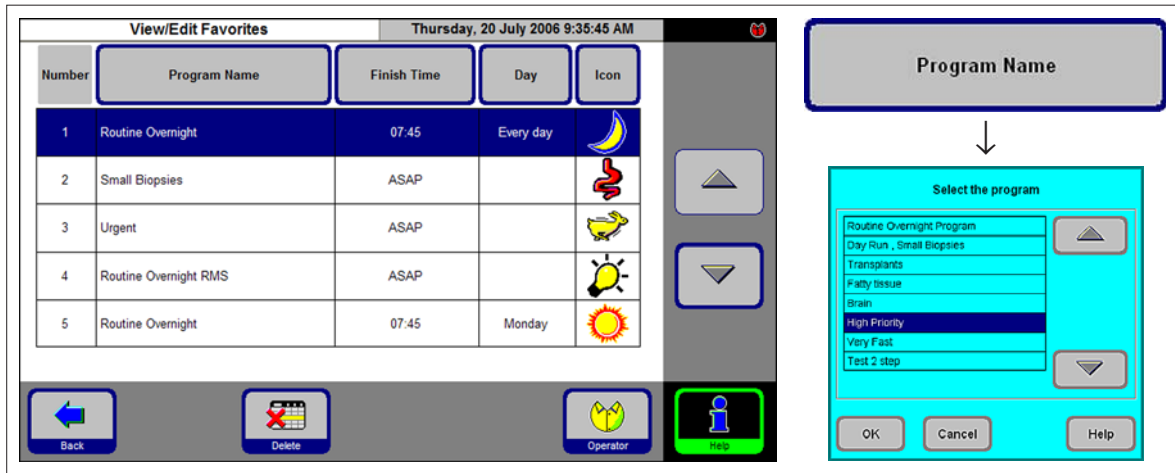 View/Edit Favorites
Thursday, 20 July 2006 9:35:45 AM
Number Program Name Finish Time Day Icon
1 Routine Overnight 07:45 Every day
2 Small Biopsies ASAP
3 Urgent ASAP
4 Routine Overnight RMS ASAP
5 Routine Overnight 07:45 Monday
Back
Delete
Operator
Help
Program Name
↓
Select the program
Routine Overnight Program
Day Run , Small Biopsies
Transplants
Fatty tissue
Brain
High Priority
Very Fast
Test 2 step
OK
Cancel
Help